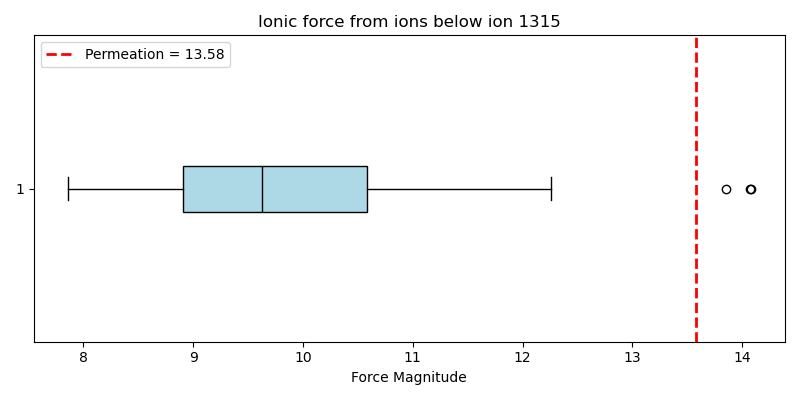 Ionic force from ions below ion 1315
Permeation = 13.58
1
8 9 10 11 12 13 14
Force Magnitude